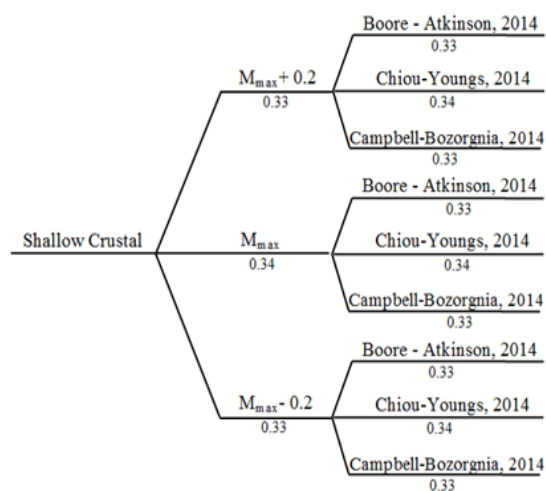 Boore - Atkinson, 2014
0.33
M_max + 0.2
0.33
Chiou-Youngs, 2014
0.34
Campbell-Bozorgnia, 2014
0.33
Boore - Atkinson, 2014
0.33
Shallow Crustal
M_max
0.34
Chiou-Youngs, 2014
0.34
Campbell-Bozorgnia, 2014
0.33
Boore - Atkinson, 2014
0.33
M_max - 0.2
0.33
Chiou-Youngs, 2014
0.34
Campbell-Bozorgnia, 2014
0.33